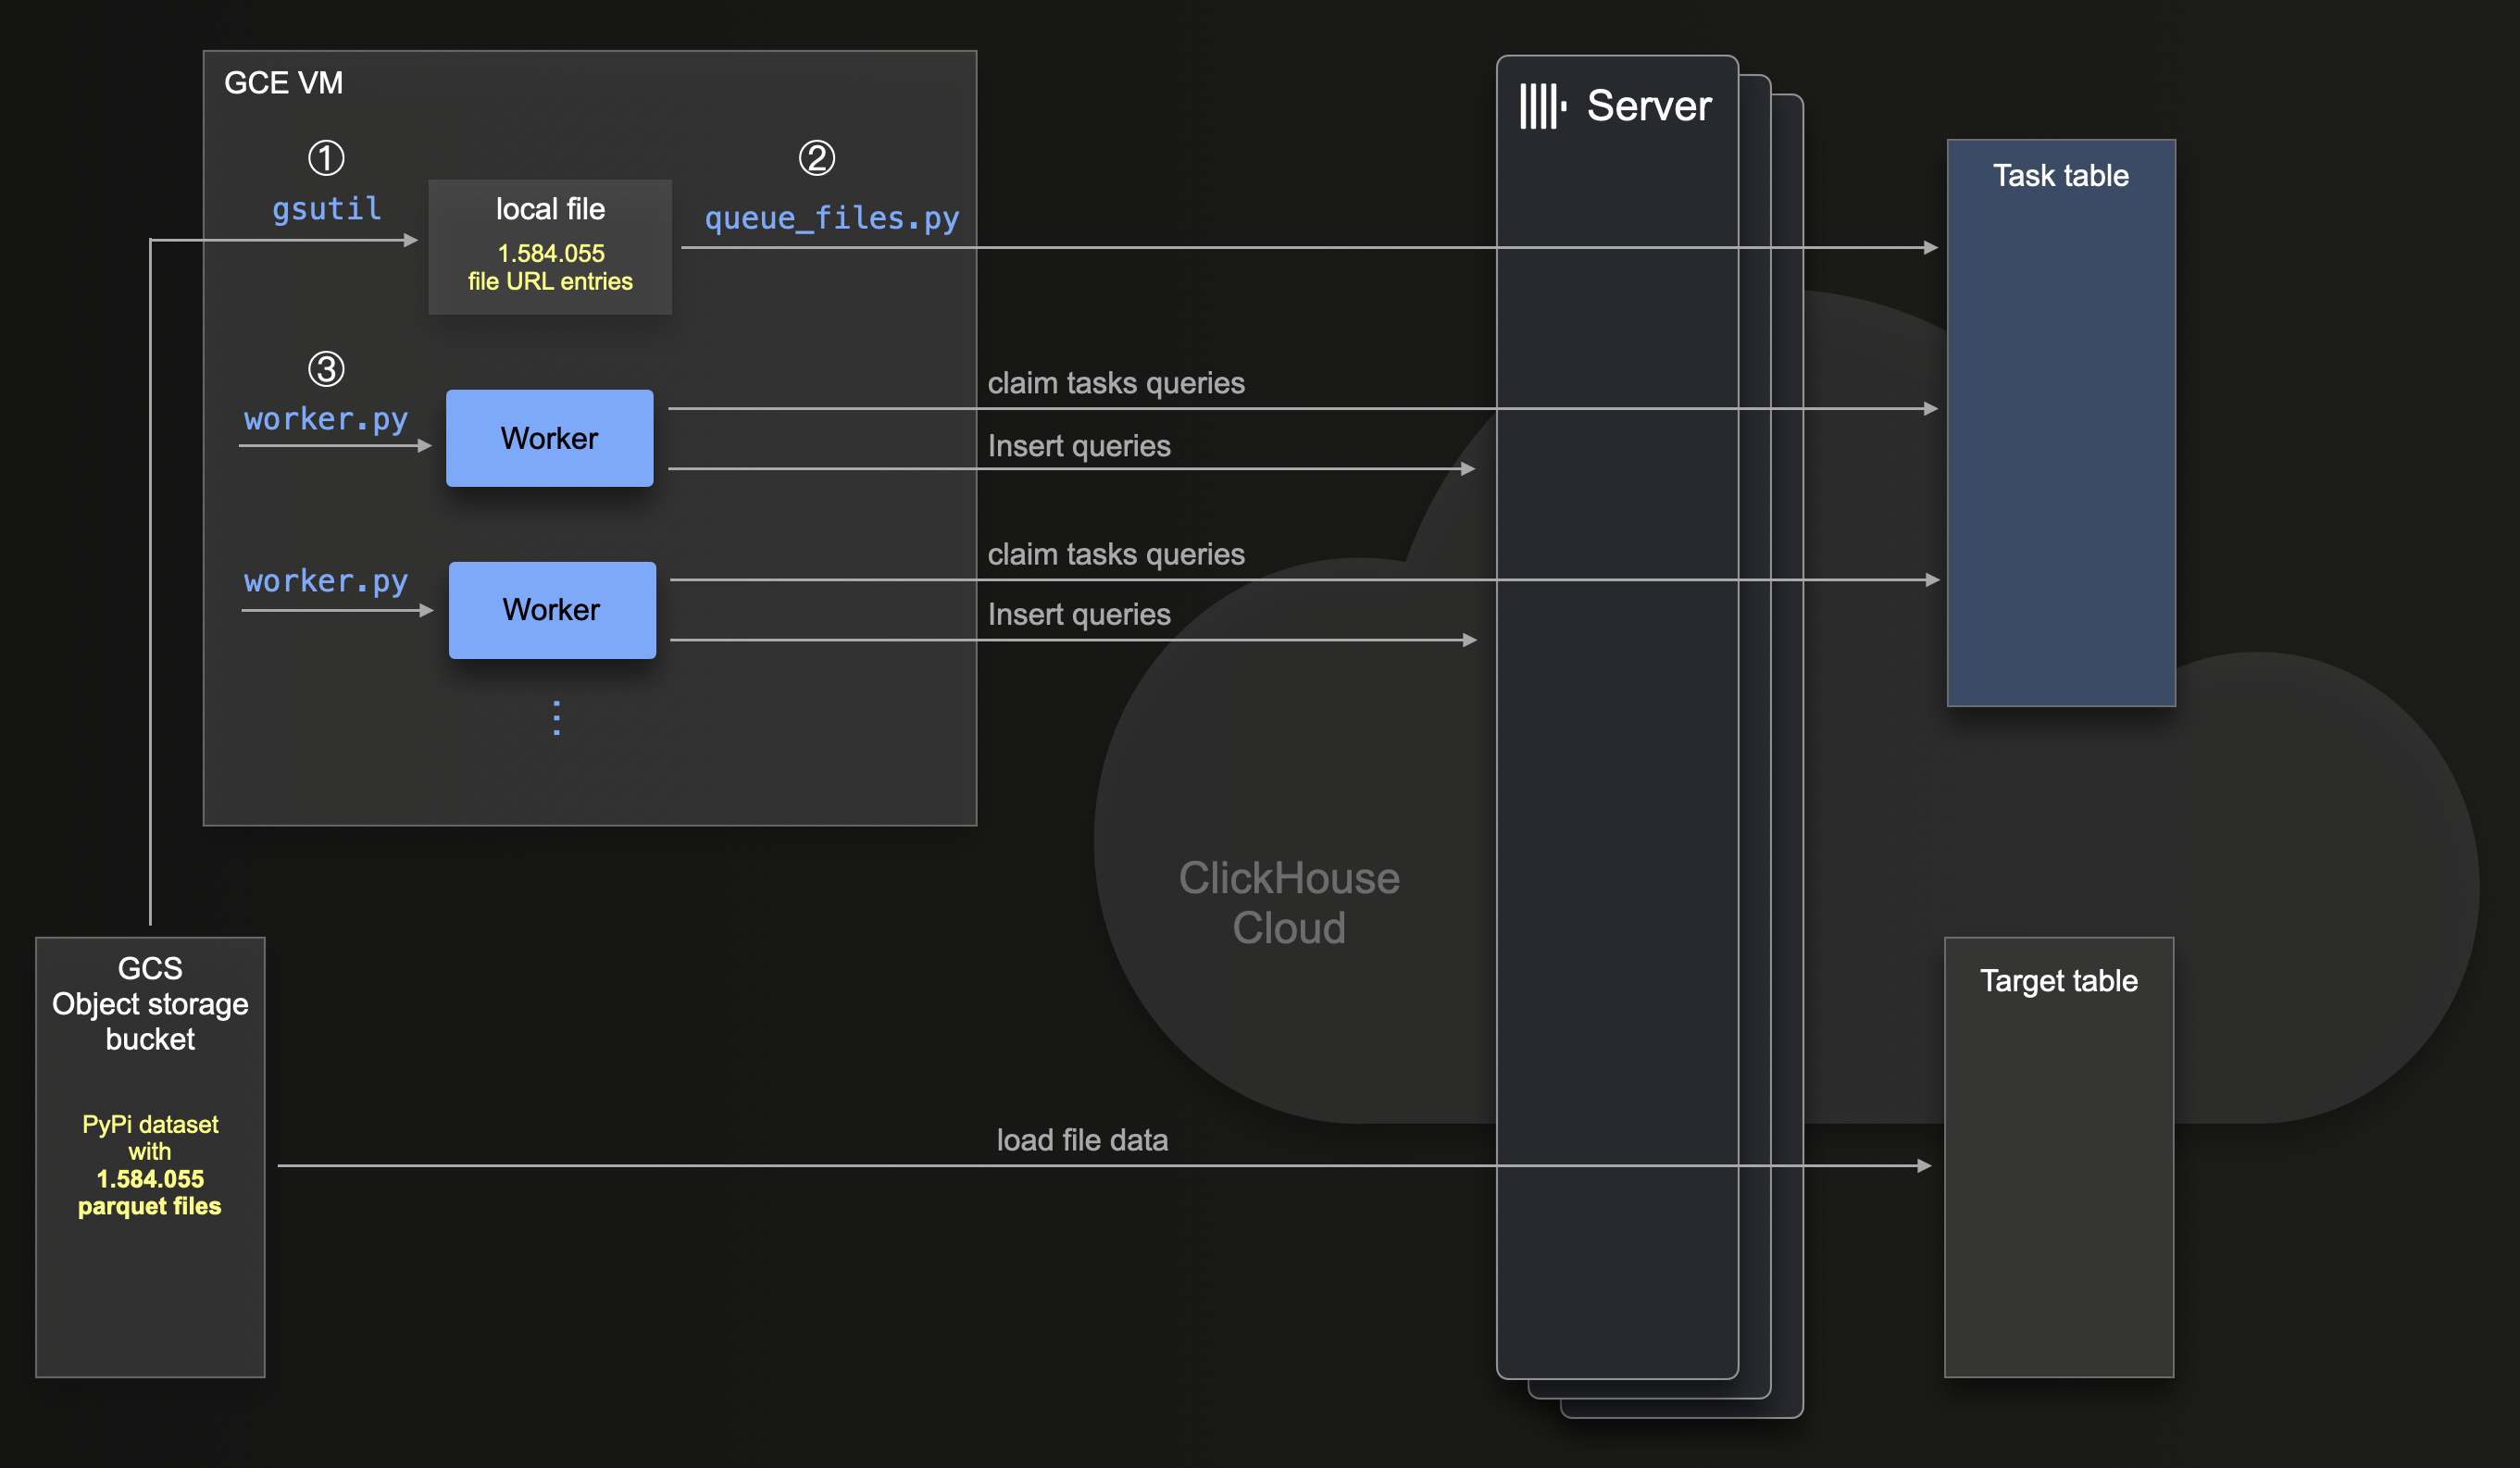 GCE VM
①
gsutil
local file
1.584.055
file URL entries
②
queue_files.py
③
worker.py
Worker
claim tasks queries
Insert queries
worker.py
Worker
claim tasks queries
Insert queries
Server
Task table
ClickHouse
Cloud
GCS
Object storage
bucket
PyPi dataset
with
1.584.055
parquet files
load file data
Target table